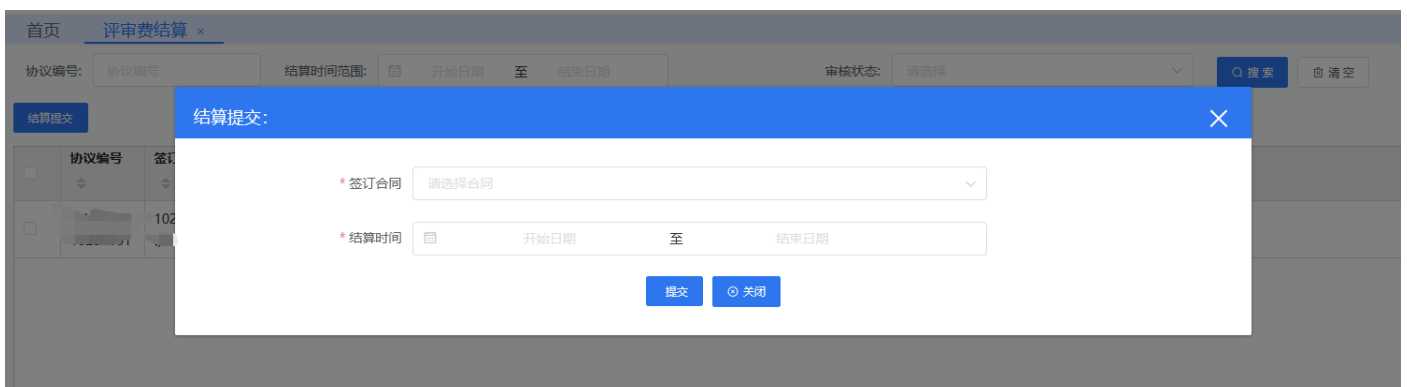 首页 评审费结算 ×
协议编号: 协议编号 结算时间范围: 开始日期 至 结束日期 审核状态: 请选择 搜索 清空
结算提交
结算提交:
协议编号
* 签订合同 请选择合同
102
* 结算时间 开始日期 至 结束日期
提交 关闭